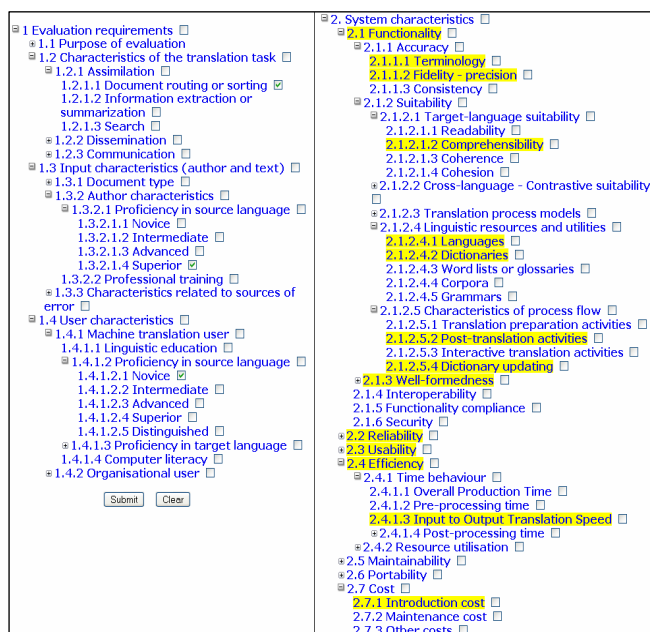 1 Evaluation requirements
1.1 Purpose of evaluation
1.2 Characteristics of the translation task
1.2.1 Assimilation
1.2.1.1 Document routing or sorting
1.2.1.2 Information extraction or
summarization
1.2.1.3 Search
1.2.2 Dissemination
1.2.3 Communication
1.3 Input characteristics (author and text)
1.3.1 Document type
1.3.2 Author characteristics
1.3.2.1 Proficiency in source language
1.3.2.1.1 Novice
1.3.2.1.2 Intermediate
1.3.2.1.3 Advanced
1.3.2.1.4 Superior
1.3.2.2 Professional training
1.3.3 Characteristics related to sources of
error
1.4 User characteristics
1.4.1 Machine translation user
1.4.1.1 Linguistic education
1.4.1.2 Proficiency in source language
1.4.1.2.1 Novice
1.4.1.2.2 Intermediate
1.4.1.2.3 Advanced
1.4.1.2.4 Superior
1.4.1.2.5 Distinguished
1.4.1.3 Proficiency in target language
1.4.1.4 Computer literacy
1.4.2 Organisational user
Submit Clear
2. System characteristics
2.1 Functionality
2.1.1 Accuracy
2.1.1.1 Terminology
2.1.1.2 Fidelity - precision
2.1.1.3 Consistency
2.1.2 Suitability
2.1.2.1 Target-language suitability
2.1.2.1.1 Readability
2.1.2.1.2 Comprehensibility
2.1.2.1.3 Coherence
2.1.2.1.4 Cohesion
2.1.2.2 Cross-language - Contrastive suitability
2.1.2.3 Translation process models
2.1.2.4 Linguistic resources and utilities
2.1.2.4.1 Languages
2.1.2.4.2 Dictionaries
2.1.2.4.3 Word lists or glossaries
2.1.2.4.4 Corpora
2.1.2.4.5 Grammars
2.1.2.5 Characteristics of process flow
2.1.2.5.1 Translation preparation activities
2.1.2.5.2 Post-translation activities
2.1.2.5.3 Interactive translation activities
2.1.2.5.4 Dictionary updating
2.1.3 Well-formedness
2.1.4 Interoperability
2.1.5 Functionality compliance
2.1.6 Security
2.2 Reliability
2.3 Usability
2.4 Efficiency
2.4.1 Time behaviour
2.4.1.1 Overall Production Time
2.4.1.2 Pre-processing time
2.4.1.3 Input to Output Translation Speed
2.4.1.4 Post-processing time
2.4.2 Resource utilisation
2.5 Maintainability
2.6 Portability
2.7 Cost
2.7.1 Introduction cost
2.7.2 Maintenance cost
2.7.3 Other costs